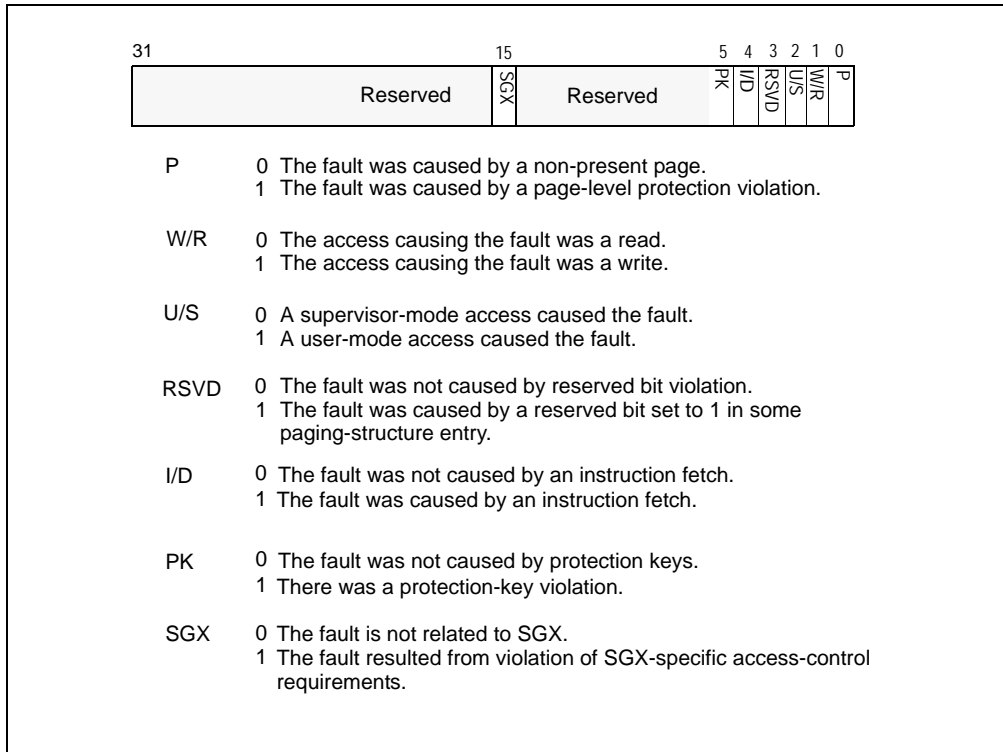 31 15 5 4 3 2 1 0
Reserved SGX Reserved PK I/D RSVD U/S W/R P
P 0 The fault was caused by a non-present page.
1 The fault was caused by a page-level protection violation.
W/R 0 The access causing the fault was a read.
1 The access causing the fault was a write.
U/S 0 A supervisor-mode access caused the fault.
1 A user-mode access caused the fault.
RSVD 0 The fault was not caused by reserved bit violation.
1 The fault was caused by a reserved bit set to 1 in some
paging-structure entry.
I/D 0 The fault was not caused by an instruction fetch.
1 The fault was caused by an instruction fetch.
PK 0 The fault was not caused by protection keys.
1 There was a protection-key violation.
SGX 0 The fault is not related to SGX.
1 The fault resulted from violation of SGX-specific access-control
requirements.